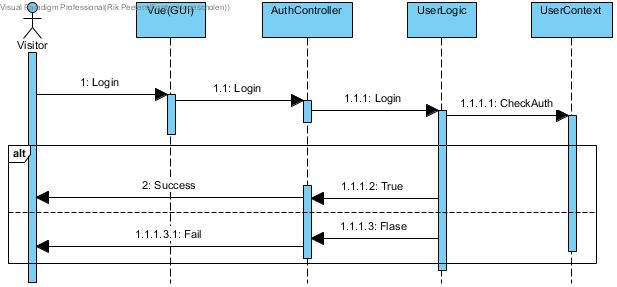 Visual Paradigm Professional(Rik Peeters(
Vue(GUI)
AuthController
UserLogic
UserContext
Visitor
1: Login
1.1: Login
1.1.1: Login
1.1.1.1: CheckAuth
alt
2: Success
1.1.1.2: True
1.1.1.3: Flase
1.1.1.3.1: Fail